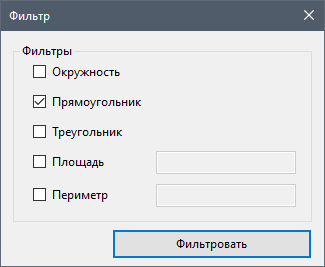 Фильтр
Фильтры
Окружность
Прямоугольник
Треугольник
Площадь
Периметр
Фильтровать